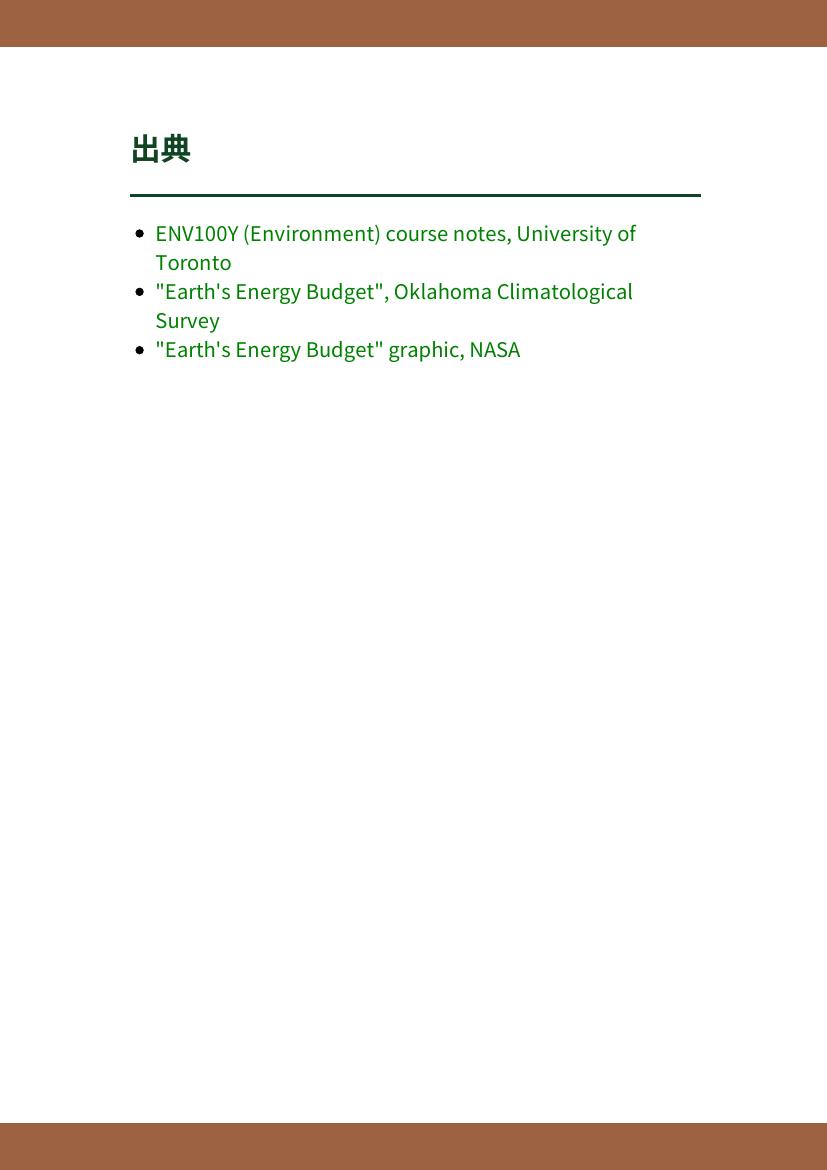 出典
ENV100Y (Environment) course notes, University of
Toronto
"Earth's Energy Budget", Oklahoma Climatological
Survey
"Earth's Energy Budget" graphic, NASA